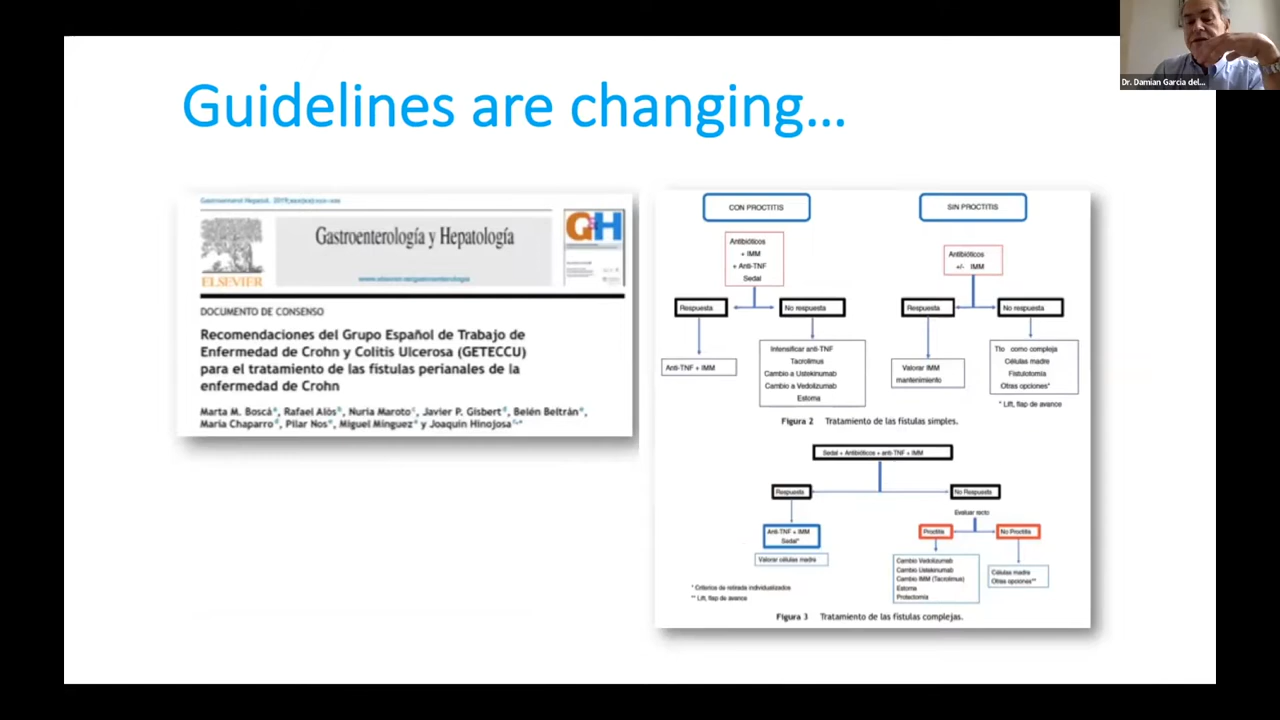 Dr. Damian Garcia del...
Guidelines are changing...
ELSEVIER
Gastroenterología y Hepatología
G&H
www.elsevier.es/gastroenterologia
DOCUMENTO DE CONSENSO
Recomendaciones del Grupo Español de Trabajo de
Enfermedad de Crohn y Colitis Ulcerosa (GETECCU)
para el tratamiento de las fístulas perianales de la
enfermedad de Crohn
Marta M. Boscá, Rafael Alós, Nuria Maroto, Javier P. Gisbert, Belén Beltrán,
María Chaparro, Pilar Nos, Miguel Mínguez y Joaquín Hinojosa
CON PROCTITIS
Antibióticos
+ IMM
+ Anti-TNF
Sedal
Respuesta
No respuesta
Anti-TNF + IMM
Intensificar anti-TNF
Tacrolimus
Cambio a Ustekinumab
Cambio a Vedolizumab
Estoma
SIN PROCTITIS
Antibióticos
+/- IMM
Respuesta
No respuesta
Valorar IMM
mantenimiento
Tto como compleja
Células madre
Fistulotomía
Otras opciones*
* Lift, flap de avance
Figura 2 Tratamiento de las fístulas simples.
Sedal + Antibióticos + anti-TNF + IMM
Respuesta
No Respuesta
Anti-TNF + IMM
Sedal*
Valorar células madre
Evaluar recto
Proctitis
No Proctitis
Cambio Vedolizumab
Cambio Ustekinumab
Cambio IMM (Tacrolimus)
Estoma
Protectomía
Células madre
Otras opciones**
* Criterios de retirada individualizados
** Lift, flap de avance
Figura 3 Tratamiento de las fístulas complejas.